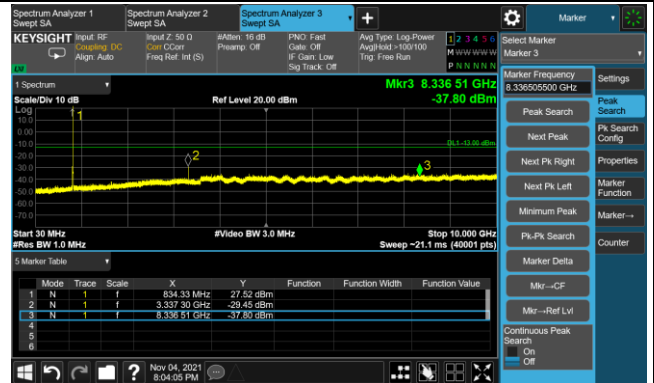 Spectrum Analyzer 1
Swept SA
Spectrum Analyzer 2
Swept SA
Spectrum Analyzer 3
Swept SA
Marker
KEYSIGHT
Input: RF
Coupling: DC
Align: Auto
Input Z: 50 Ω
Corr CCorr
Freq Ref: Int (S)
#Atten: 16 dB
Preamp: Off
PNO: Fast
Gate: Off
IF Gain: Low
Sig Track: Off
Avg Type: Log-Power
Avg|Hold:>100/100
Trig: Free Run
1 2 3 4 5 6
M W W W W W
P N N N N N
Select Marker
Marker 3
LXI
1 Spectrum
Mkr3 8.336 51 GHz
Scale/Div 10 dB
Ref Level 20.00 dBm
-37.80 dBm
Log
10.0
0.00
-10.0
-20.0
-30.0
-40.0
-50.0
-60.0
-70.0
1
2
3
DL1 -13.00 dBm
Start 30 MHz
#Video BW 3.0 MHz
Stop 10.000 GHz
#Res BW 1.0 MHz
Sweep ~21.1 ms (40001 pts)
5 Marker Table
Mode Trace Scale X Y Function Function Width Function Value
1 N 1 f 834.33 MHz 27.52 dBm
2 N 1 f 3.337 30 GHz -29.45 dBm
3 N 1 f 8.336 51 GHz -37.80 dBm
4
5
6
Marker Frequency
8.336505500 GHz
Peak Search
Next Peak
Next Pk Right
Next Pk Left
Minimum Peak
Pk-Pk Search
Marker Delta
Mkr→CF
Mkr→Ref Lvl
Continuous Peak
Search
On
Off
Settings
Peak
Search
Pk Search
Config
Properties
Marker
Function
Marker→
Counter
?
Nov 04, 2021
8:04:05 PM